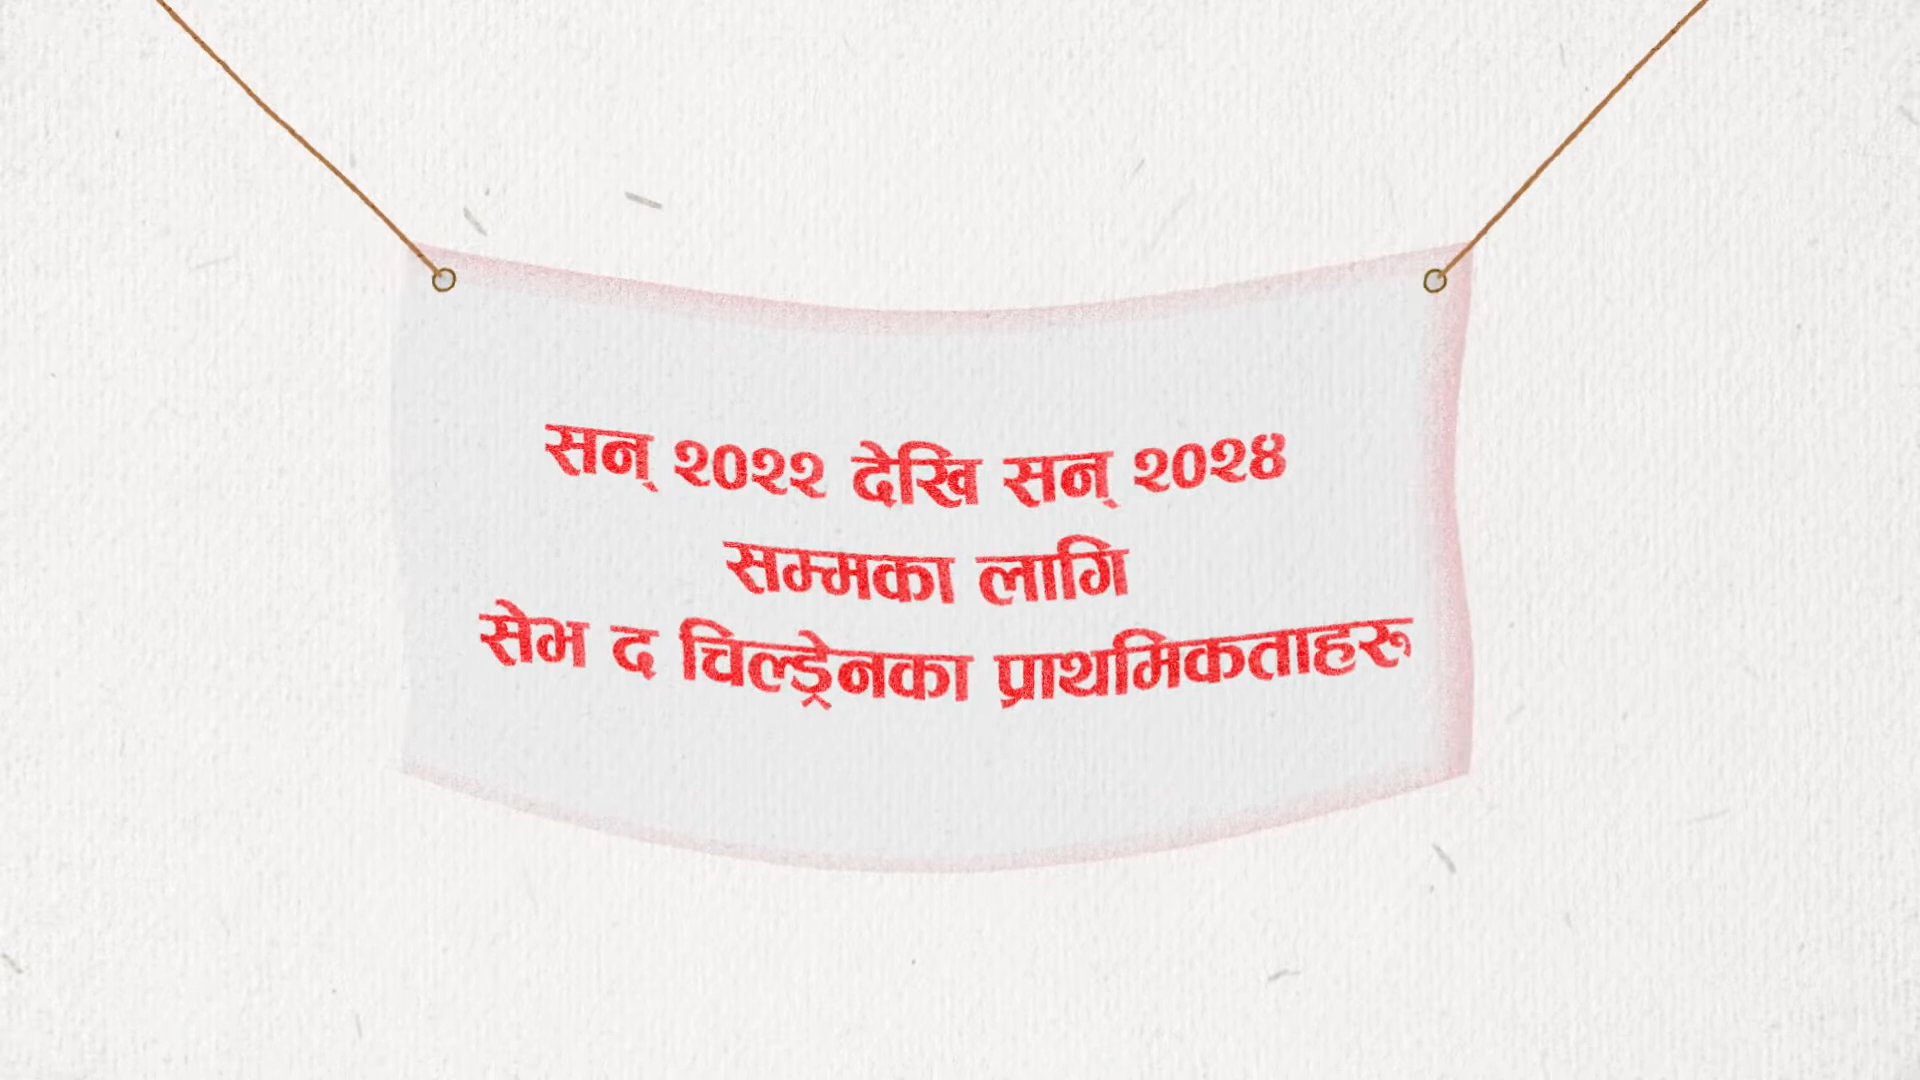 सन् २०२२ देखि सन् २०२४
सम्मका लागि
सेभ द चिल्ड्रेनका प्राथमिकताहरू